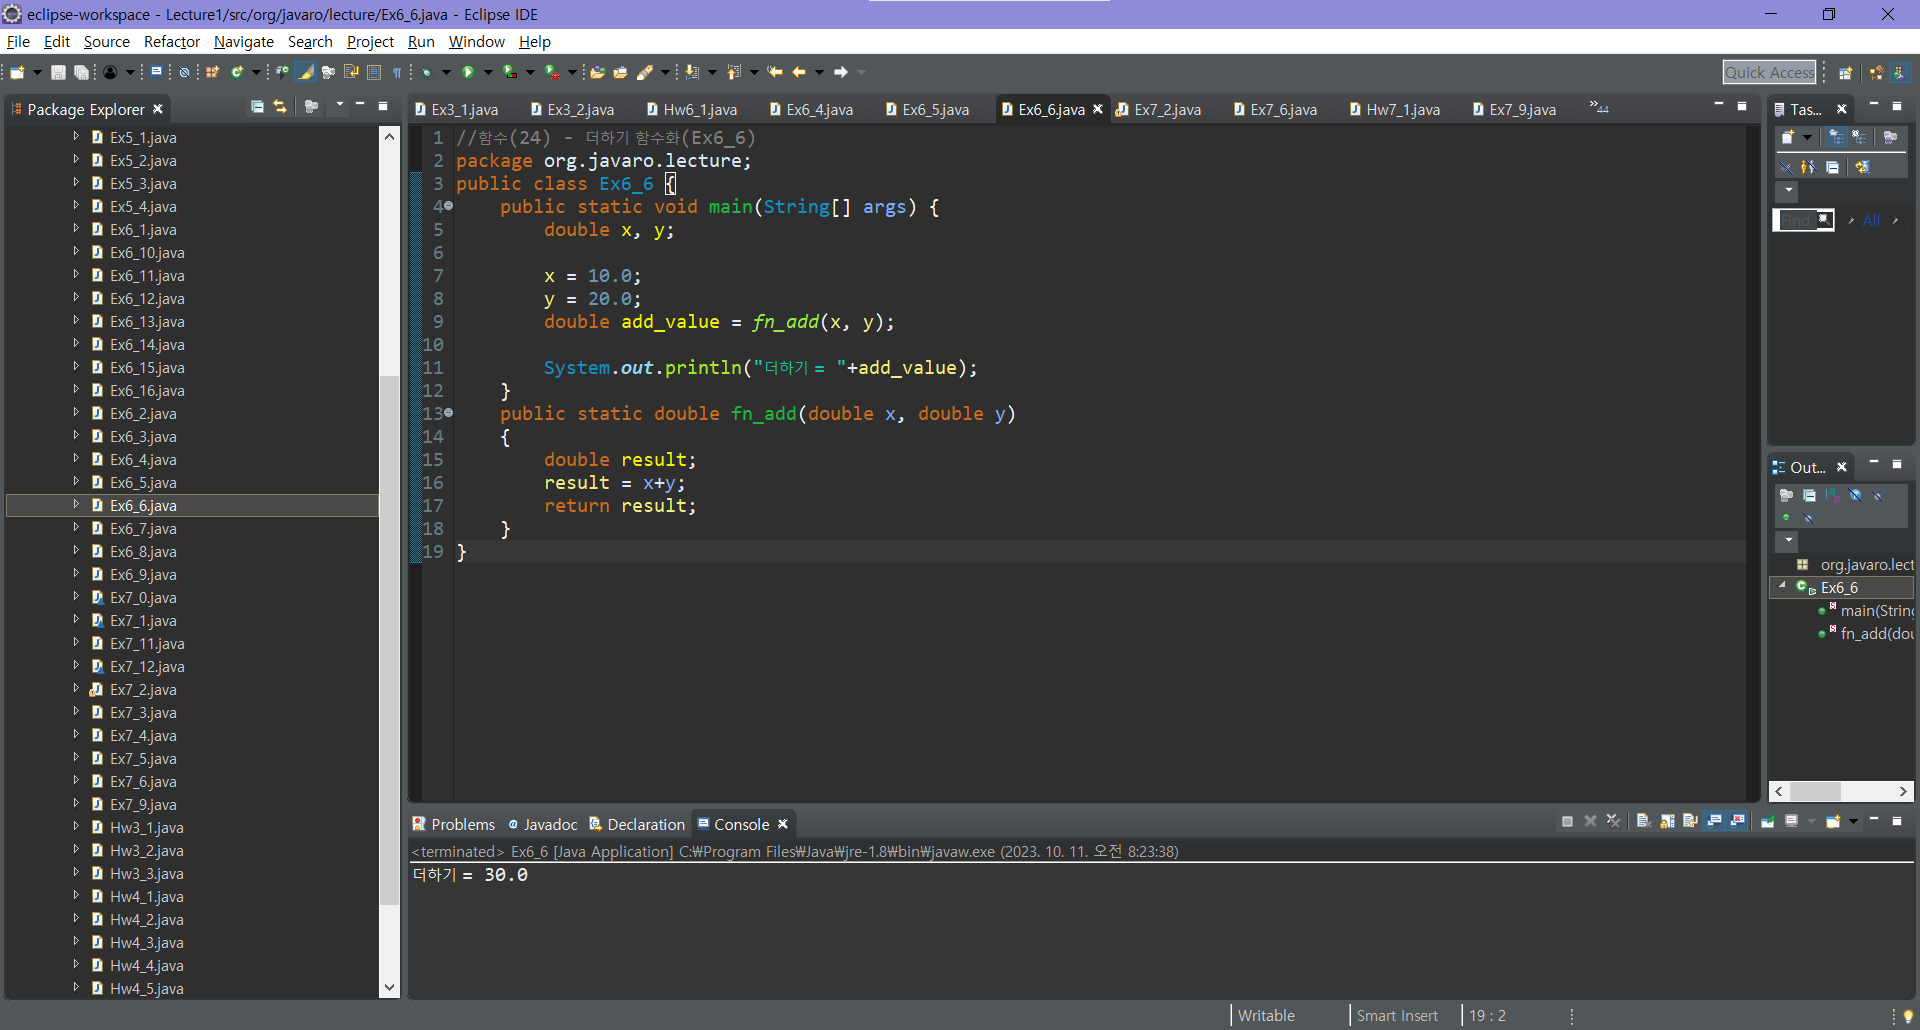 eclipse-workspace - Lecture1/src/org/javaro/lecture/Ex6_6.java - Eclipse IDE
File Edit Source Refactor Navigate Search Project Run Window Help
Quick Access
Package Explorer
Ex5_1.java
Ex5_2.java
Ex5_3.java
Ex5_4.java
Ex6_1.java
Ex6_10.java
Ex6_11.java
Ex6_12.java
Ex6_13.java
Ex6_14.java
Ex6_15.java
Ex6_16.java
Ex6_2.java
Ex6_3.java
Ex6_4.java
Ex6_5.java
Ex6_6.java
Ex6_7.java
Ex6_8.java
Ex6_9.java
Ex7_0.java
Ex7_1.java
Ex7_11.java
Ex7_12.java
Ex7_2.java
Ex7_3.java
Ex7_4.java
Ex7_5.java
Ex7_6.java
Ex7_9.java
Hw3_1.java
Hw3_2.java
Hw3_3.java
Hw4_1.java
Hw4_2.java
Hw4_3.java
Hw4_4.java
Hw4_5.java
Ex3_1.java Ex3_2.java Hw6_1.java Ex6_4.java Ex6_5.java Ex6_6.java Ex7_2.java Ex7_6.java Hw7_1.java Ex7_9.java »44
1 //함수(24) - 더하기 함수화(Ex6_6)
2 package org.javaro.lecture;
3 public class Ex6_6 {
4 public static void main(String[] args) {
5 double x, y;
6
7 x = 10.0;
8 y = 20.0;
9 double add_value = fn_add(x, y);
10
11 System.out.println("더하기 = "+add_value);
12 }
13 public static double fn_add(double x, double y)
14 {
15 double result;
16 result = x+y;
17 return result;
18 }
19 }
Tas...
Find All
Out...
org.javaro.lect
Ex6_6
main(String
fn_add(dou
Problems Javadoc Declaration Console
<terminated> Ex6_6 [Java Application] C:₩Program Files₩Java₩jre-1.8₩bin₩javaw.exe (2023. 10. 11. 오전 8:23:38)
더하기 = 30.0
Writable Smart Insert 19 : 2